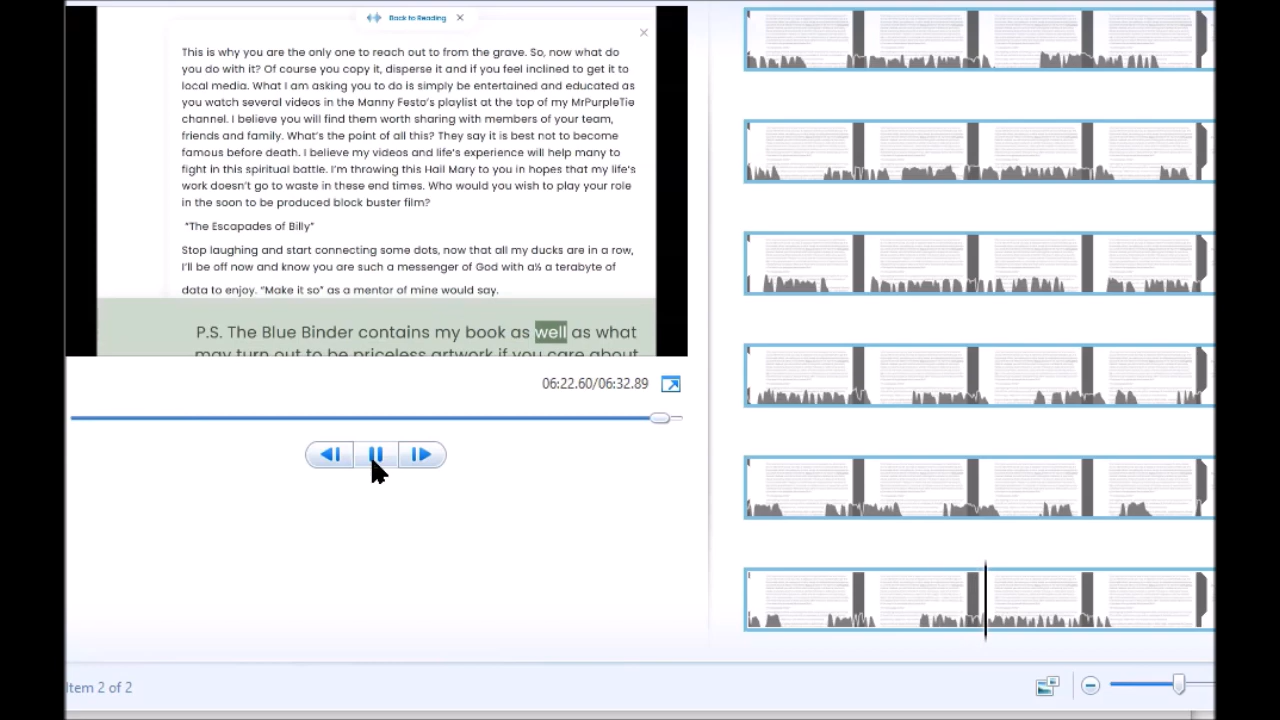 Back to Reading
This is why you are the only one to reach out to from the grave. So, now what do
you do with it? Of course you copy it, disperse it and if you feel inclined to get it to
local media. What I am asking you to do is simply be entertained and educated as
you watch several videos in the Manny Festo's playlist at the top of my MrPurpleTie
channel. I believe you will find them worth sharing with members of your team,
friends and family. What's the point of all this? They say it is best not to become
famous before death. I believe my videos and life's experience will help many to
fight in this spiritual battle. I'm throwing this Hail Mary to you in hopes that my life's
work doesn't go to waste in these end times. Who would you wish to play your role
in the soon to be produced block buster film?
"The Escapades of Billy"
Stop laughing and start connecting some dots, now that all my ducks are in a row,
I'll be off now and know you are such a messenger of God with a½ a terabyte of
data to enjoy. "Make it so" as a mentor of mine would say.
P.S. The Blue Binder contains my book as well as what
may turn out to be priceless artwork if you care about
06:22.60/06:32.89
Item 2 of 2